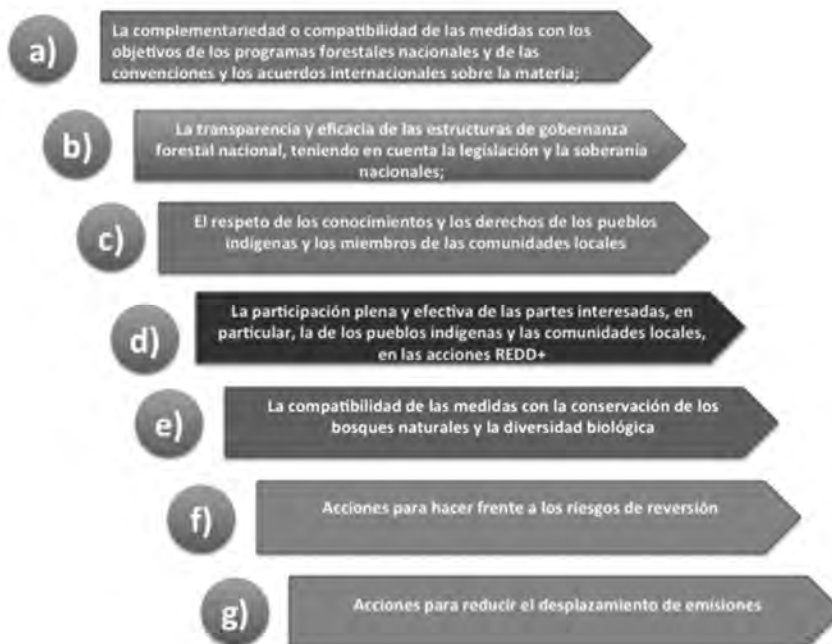 a)
La complementariedad o compatibilidad de las medidas con los
objetivos de los programas forestales nacionales y de las
convenciones y los acuerdos internacionales sobre la materia;
b)
La transparencia y eficacia de las estructuras de gobernanza
forestal nacional, teniendo en cuenta la legislación y la soberanía
nacionales;
c)
El respeto de los conocimientos y los derechos de los pueblos
indígenas y los miembros de las comunidades locales
d)
La participación plena y efectiva de las partes interesadas, en
particular, la de los pueblos indígenas y las comunidades locales,
en las acciones REDD+
e)
La compatibilidad de las medidas con la conservación de los
bosques naturales y la diversidad biológica
f)
Acciones para hacer frente a los riesgos de reversión
g)
Acciones para reducir el desplazamiento de emisiones